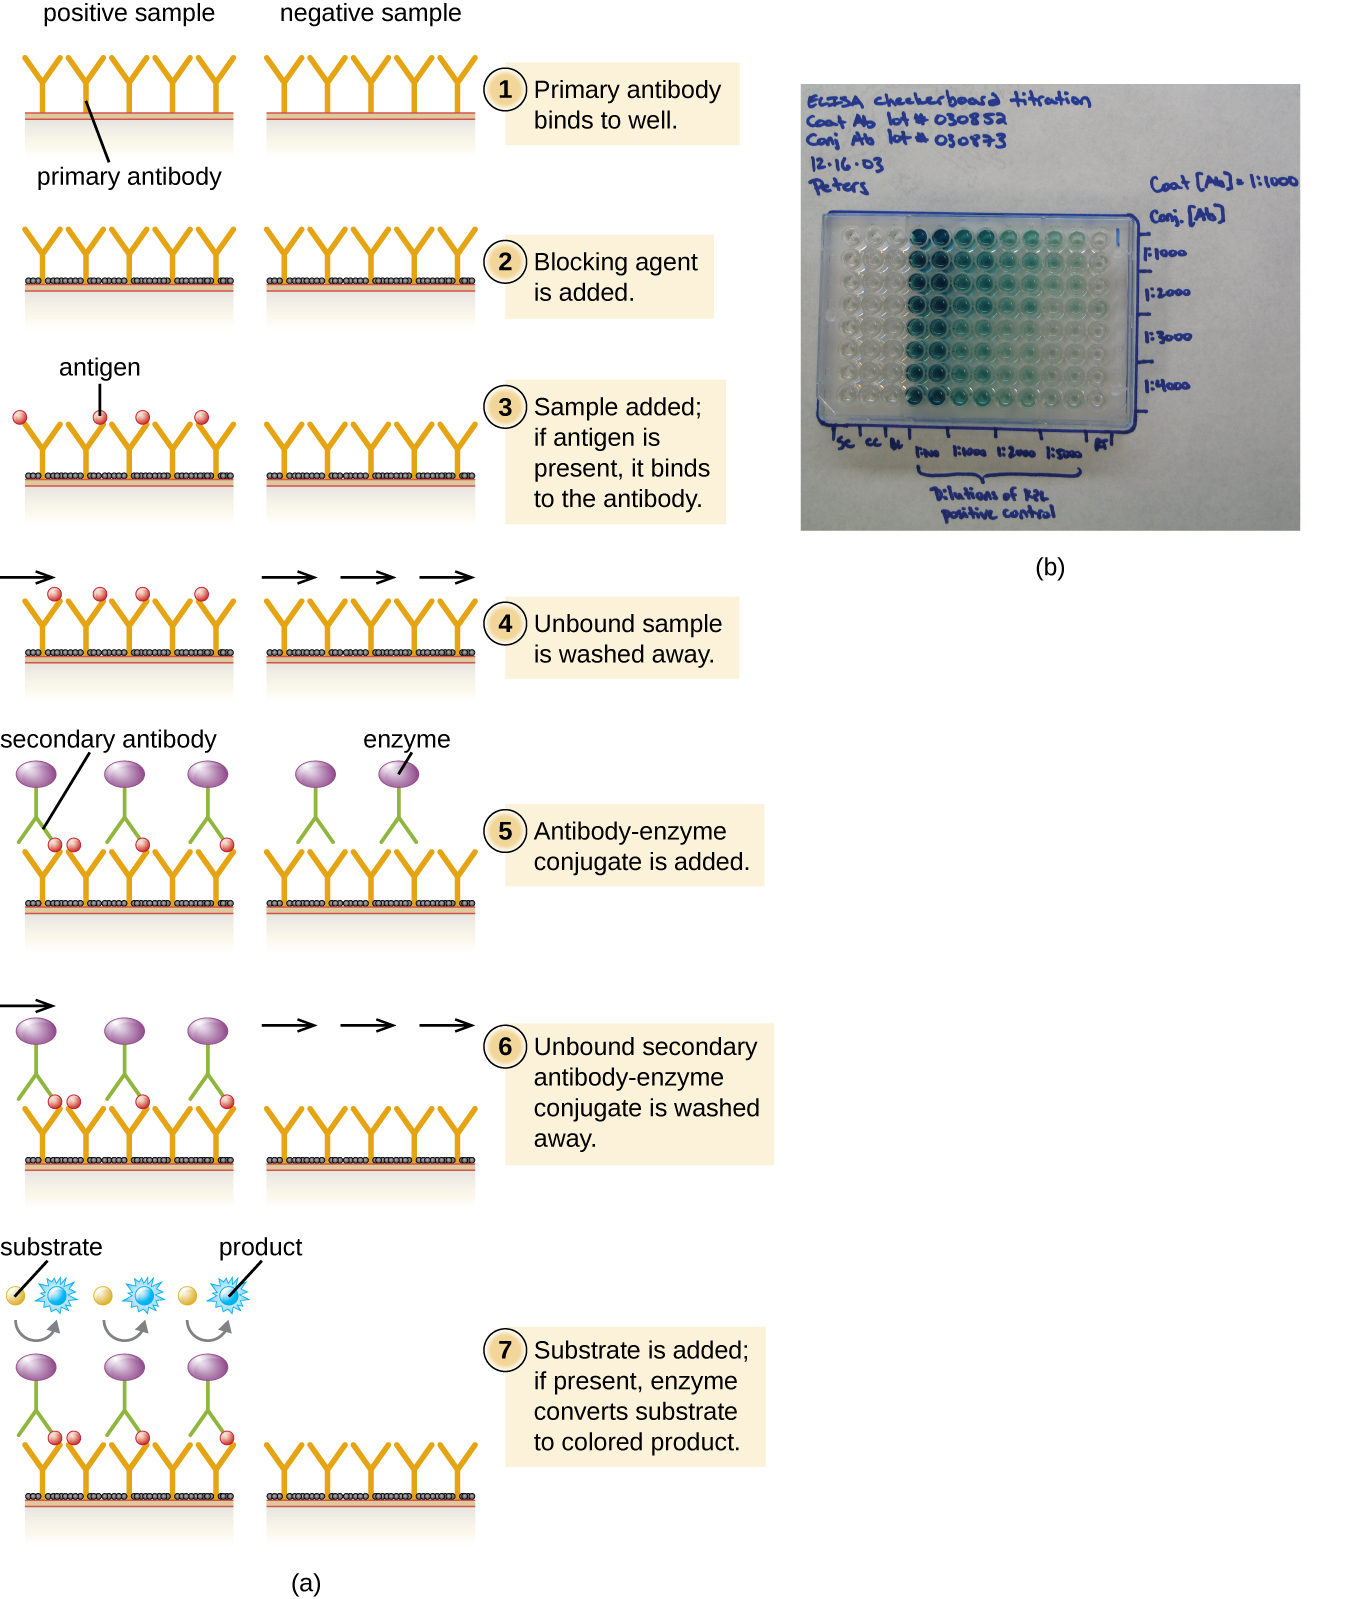 positive sample
negative sample
1
Primary antibody
binds to well.
primary antibody
2
Blocking agent
is added.
antigen
3
Sample added;
if antigen is
present, it binds
to the antibody.
4
Unbound sample
is washed away.
secondary antibody
enzyme
5
Antibody-enzyme
conjugate is added.
6
Unbound secondary
antibody-enzyme
conjugate is washed
away.
substrate
product
7
Substrate is added;
if present, enzyme
converts substrate
to colored product.
(a)
ELISA checkerboard titration
Coat Ab lot # 030852
Conj Ab lot # 030873
12·16·03
Peters
Coat [Ab] = 1:1000
Conj. [Ab]
1:1000
1:2000
1:3000
1:4000
SC CC 1:100 1:1000 1:2000 1:5000
Dilutions of KPL
positive control
(b)